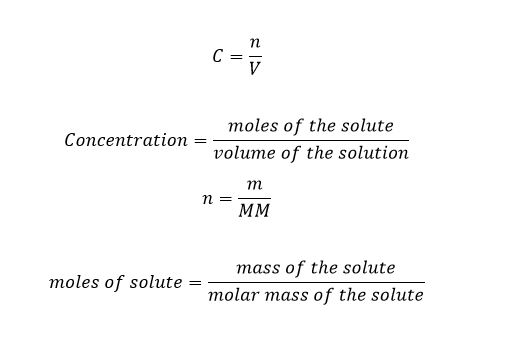 C = n/V
Concentration = moles of the solute/volume of the solution
n = m/MM
moles of solute = mass of the solute/molar mass of the solute